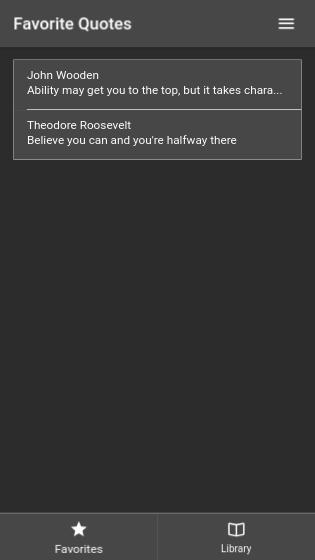 Favorite Quotes
John Wooden
Ability may get you to the top, but it takes chara...
Theodore Roosevelt
Believe you can and you're halfway there
Favorites
Library